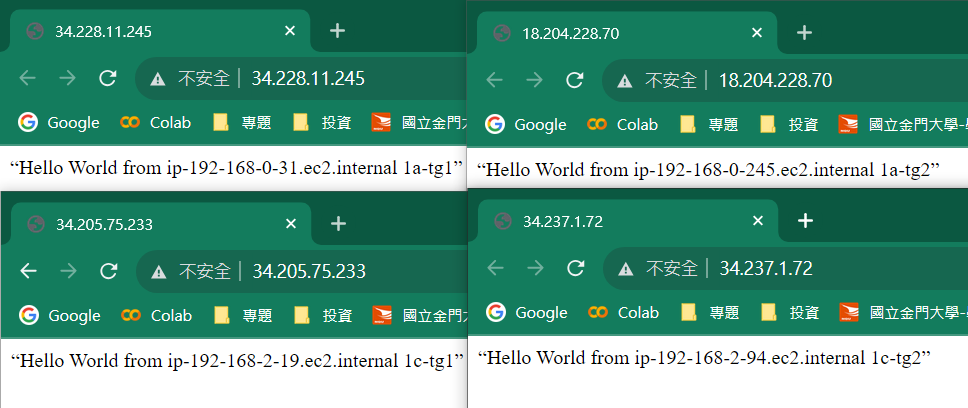 34.228.11.245
不安全 34.228.11.245
Google Colab 專題 投資 國立金門大
“Hello World from ip-192-168-0-31.ec2.internal 1a-tg1”
18.204.228.70
不安全 18.204.228.70
Google Colab 專題 投資 國立金門大學-
“Hello World from ip-192-168-0-245.ec2.internal 1a-tg2”
34.205.75.233
不安全 34.205.75.233
Google Colab 專題 投資 國立金門大
“Hello World from ip-192-168-2-19.ec2.internal 1c-tg1”
34.237.1.72
不安全 34.237.1.72
Google Colab 專題 投資 國立金門大學-
“Hello World from ip-192-168-2-94.ec2.internal 1c-tg2”